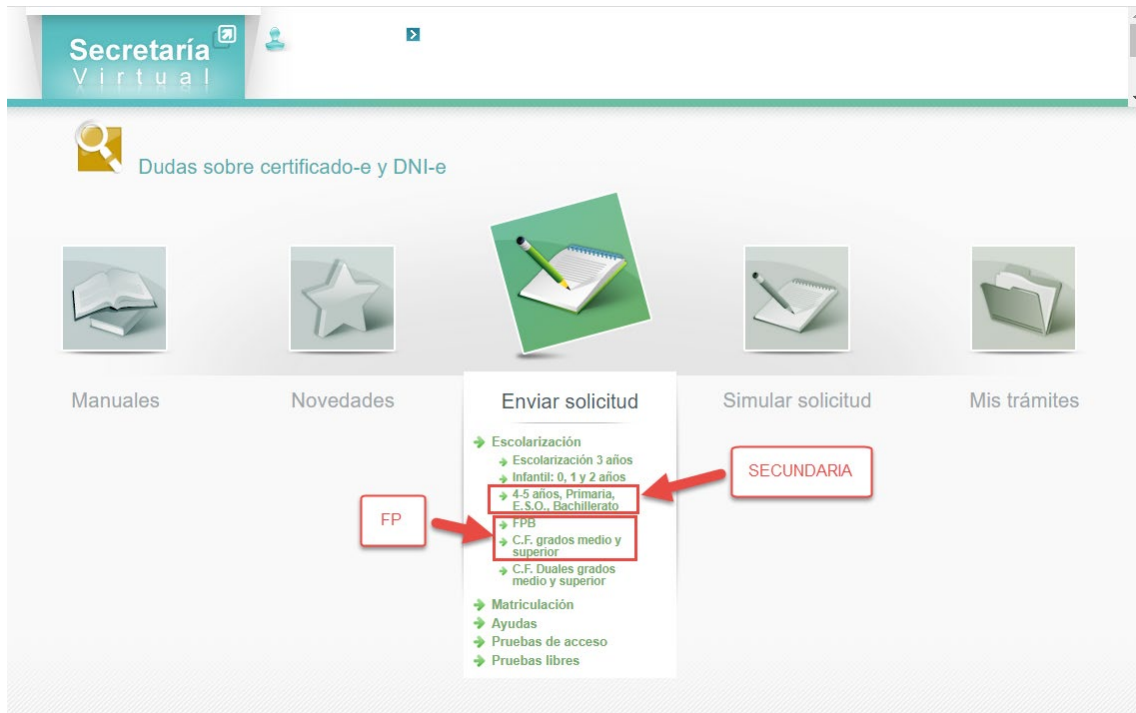 Secretaría
Virtual
Dudas sobre certificado-e y DNI-e
Manuales
Novedades
Enviar solicitud
Simular solicitud
Mis trámites
Escolarización
Escolarización 3 años
Infantil: 0, 1 y 2 años
4-5 años, Primaria,
E.S.O., Bachillerato
FPB
C.F. grados medio y
superior
C.F. Duales grados
medio y superior
Matriculación
Ayudas
Pruebas de acceso
Pruebas libres
SECUNDARIA
FP